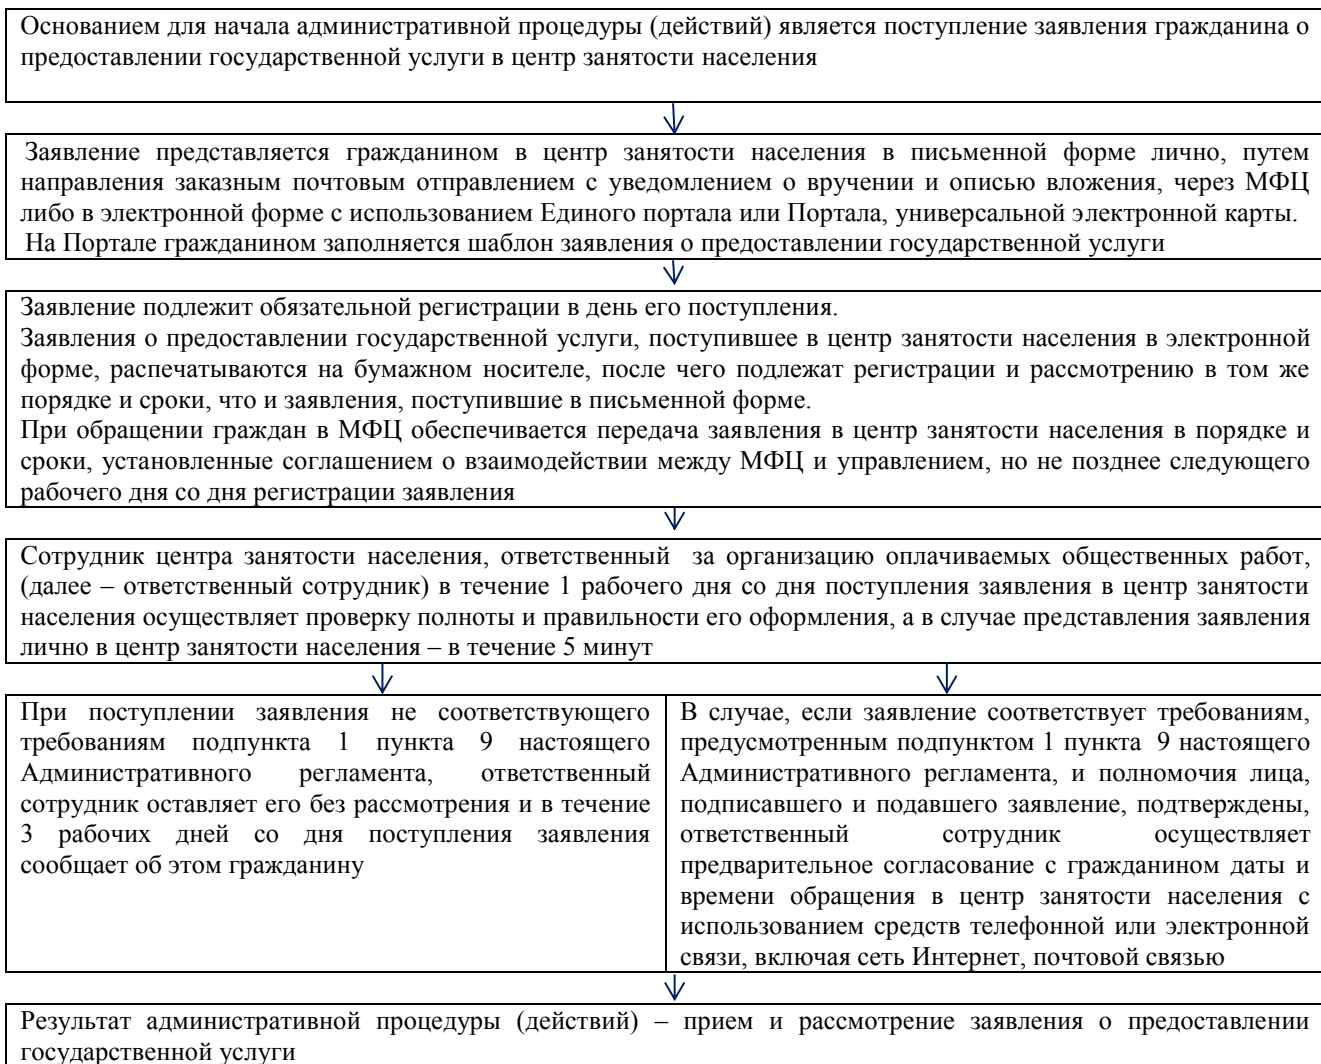 Основанием для начала административной процедуры (действий) является поступление заявления гражданина о
предоставлении государственной услуги в центр занятости населения
Заявление представляется гражданином в центр занятости населения в письменной форме лично, путем
направления заказным почтовым отправлением с уведомлением о вручении и описью вложения, через МФЦ
либо в электронной форме с использованием Единого портала или Портала, универсальной электронной карты.
На Портале гражданином заполняется шаблон заявления о предоставлении государственной услуги
Заявление подлежит обязательной регистрации в день его поступления.
Заявления о предоставлении государственной услуги, поступившее в центр занятости населения в электронной
форме, распечатываются на бумажном носителе, после чего подлежат регистрации и рассмотрению в том же
порядке и сроки, что и заявления, поступившие в письменной форме.
При обращении граждан в МФЦ обеспечивается передача заявления в центр занятости населения в порядке и
сроки, установленные соглашением о взаимодействии между МФЦ и управлением, но не позднее следующего
рабочего дня со дня регистрации заявления
Сотрудник центра занятости населения, ответственный за организацию оплачиваемых общественных работ,
(далее – ответственный сотрудник) в течение 1 рабочего дня со дня поступления заявления в центр занятости
населения осуществляет проверку полноты и правильности его оформления, а в случае представления заявления
лично в центр занятости населения – в течение 5 минут
При поступлении заявления не соответствующего
требованиям подпункта 1 пункта 9 настоящего
Административного регламента, ответственный
сотрудник оставляет его без рассмотрения и в течение
3 рабочих дней со дня поступления заявления
сообщает об этом гражданину
В случае, если заявление соответствует требованиям,
предусмотренным подпунктом 1 пункта 9 настоящего
Административного регламента, и полномочия лица,
подписавшего и подавшего заявление, подтверждены,
ответственный сотрудник осуществляет
предварительное согласование с гражданином даты и
времени обращения в центр занятости населения с
использованием средств телефонной или электронной
связи, включая сеть Интернет, почтовой связью
Результат административной процедуры (действий) – прием и рассмотрение заявления о предоставлении
государственной услуги